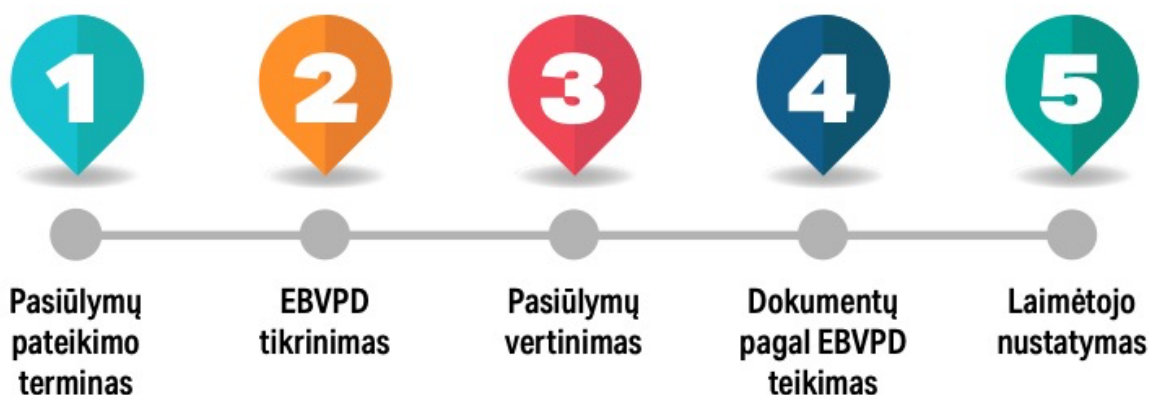 1
2
3
4
5
Pasiūlymų
pateikimo
terminas
EBVPD
tikrinimas
Pasiūlymų
vertinimas
Dokumentų
pagal EBVPD
teikimas
Laimėtojo
nustatymas